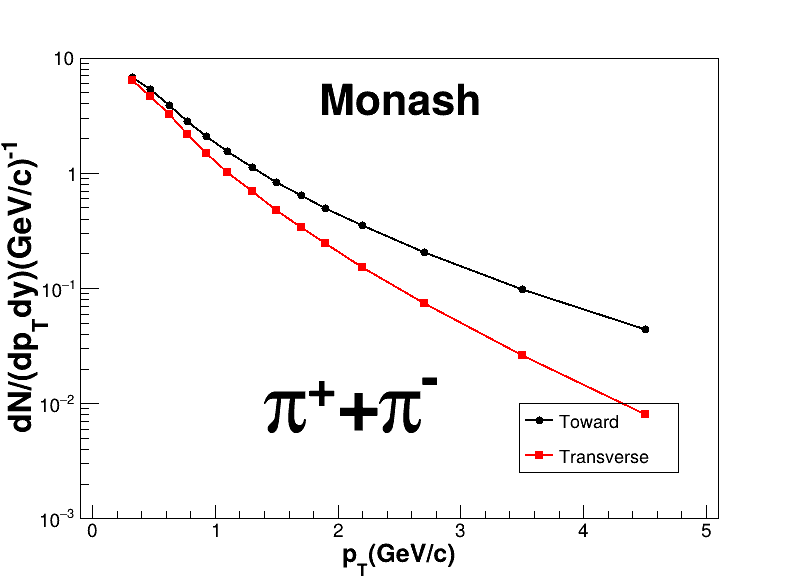 Monash
dN/(dp_T dy)(GeV/c)^-1
10
1
10^−1
10^−2
10^−3
π^+ + π^-
Toward
Transverse
0 1 2 3 4 5
p_T(GeV/c)